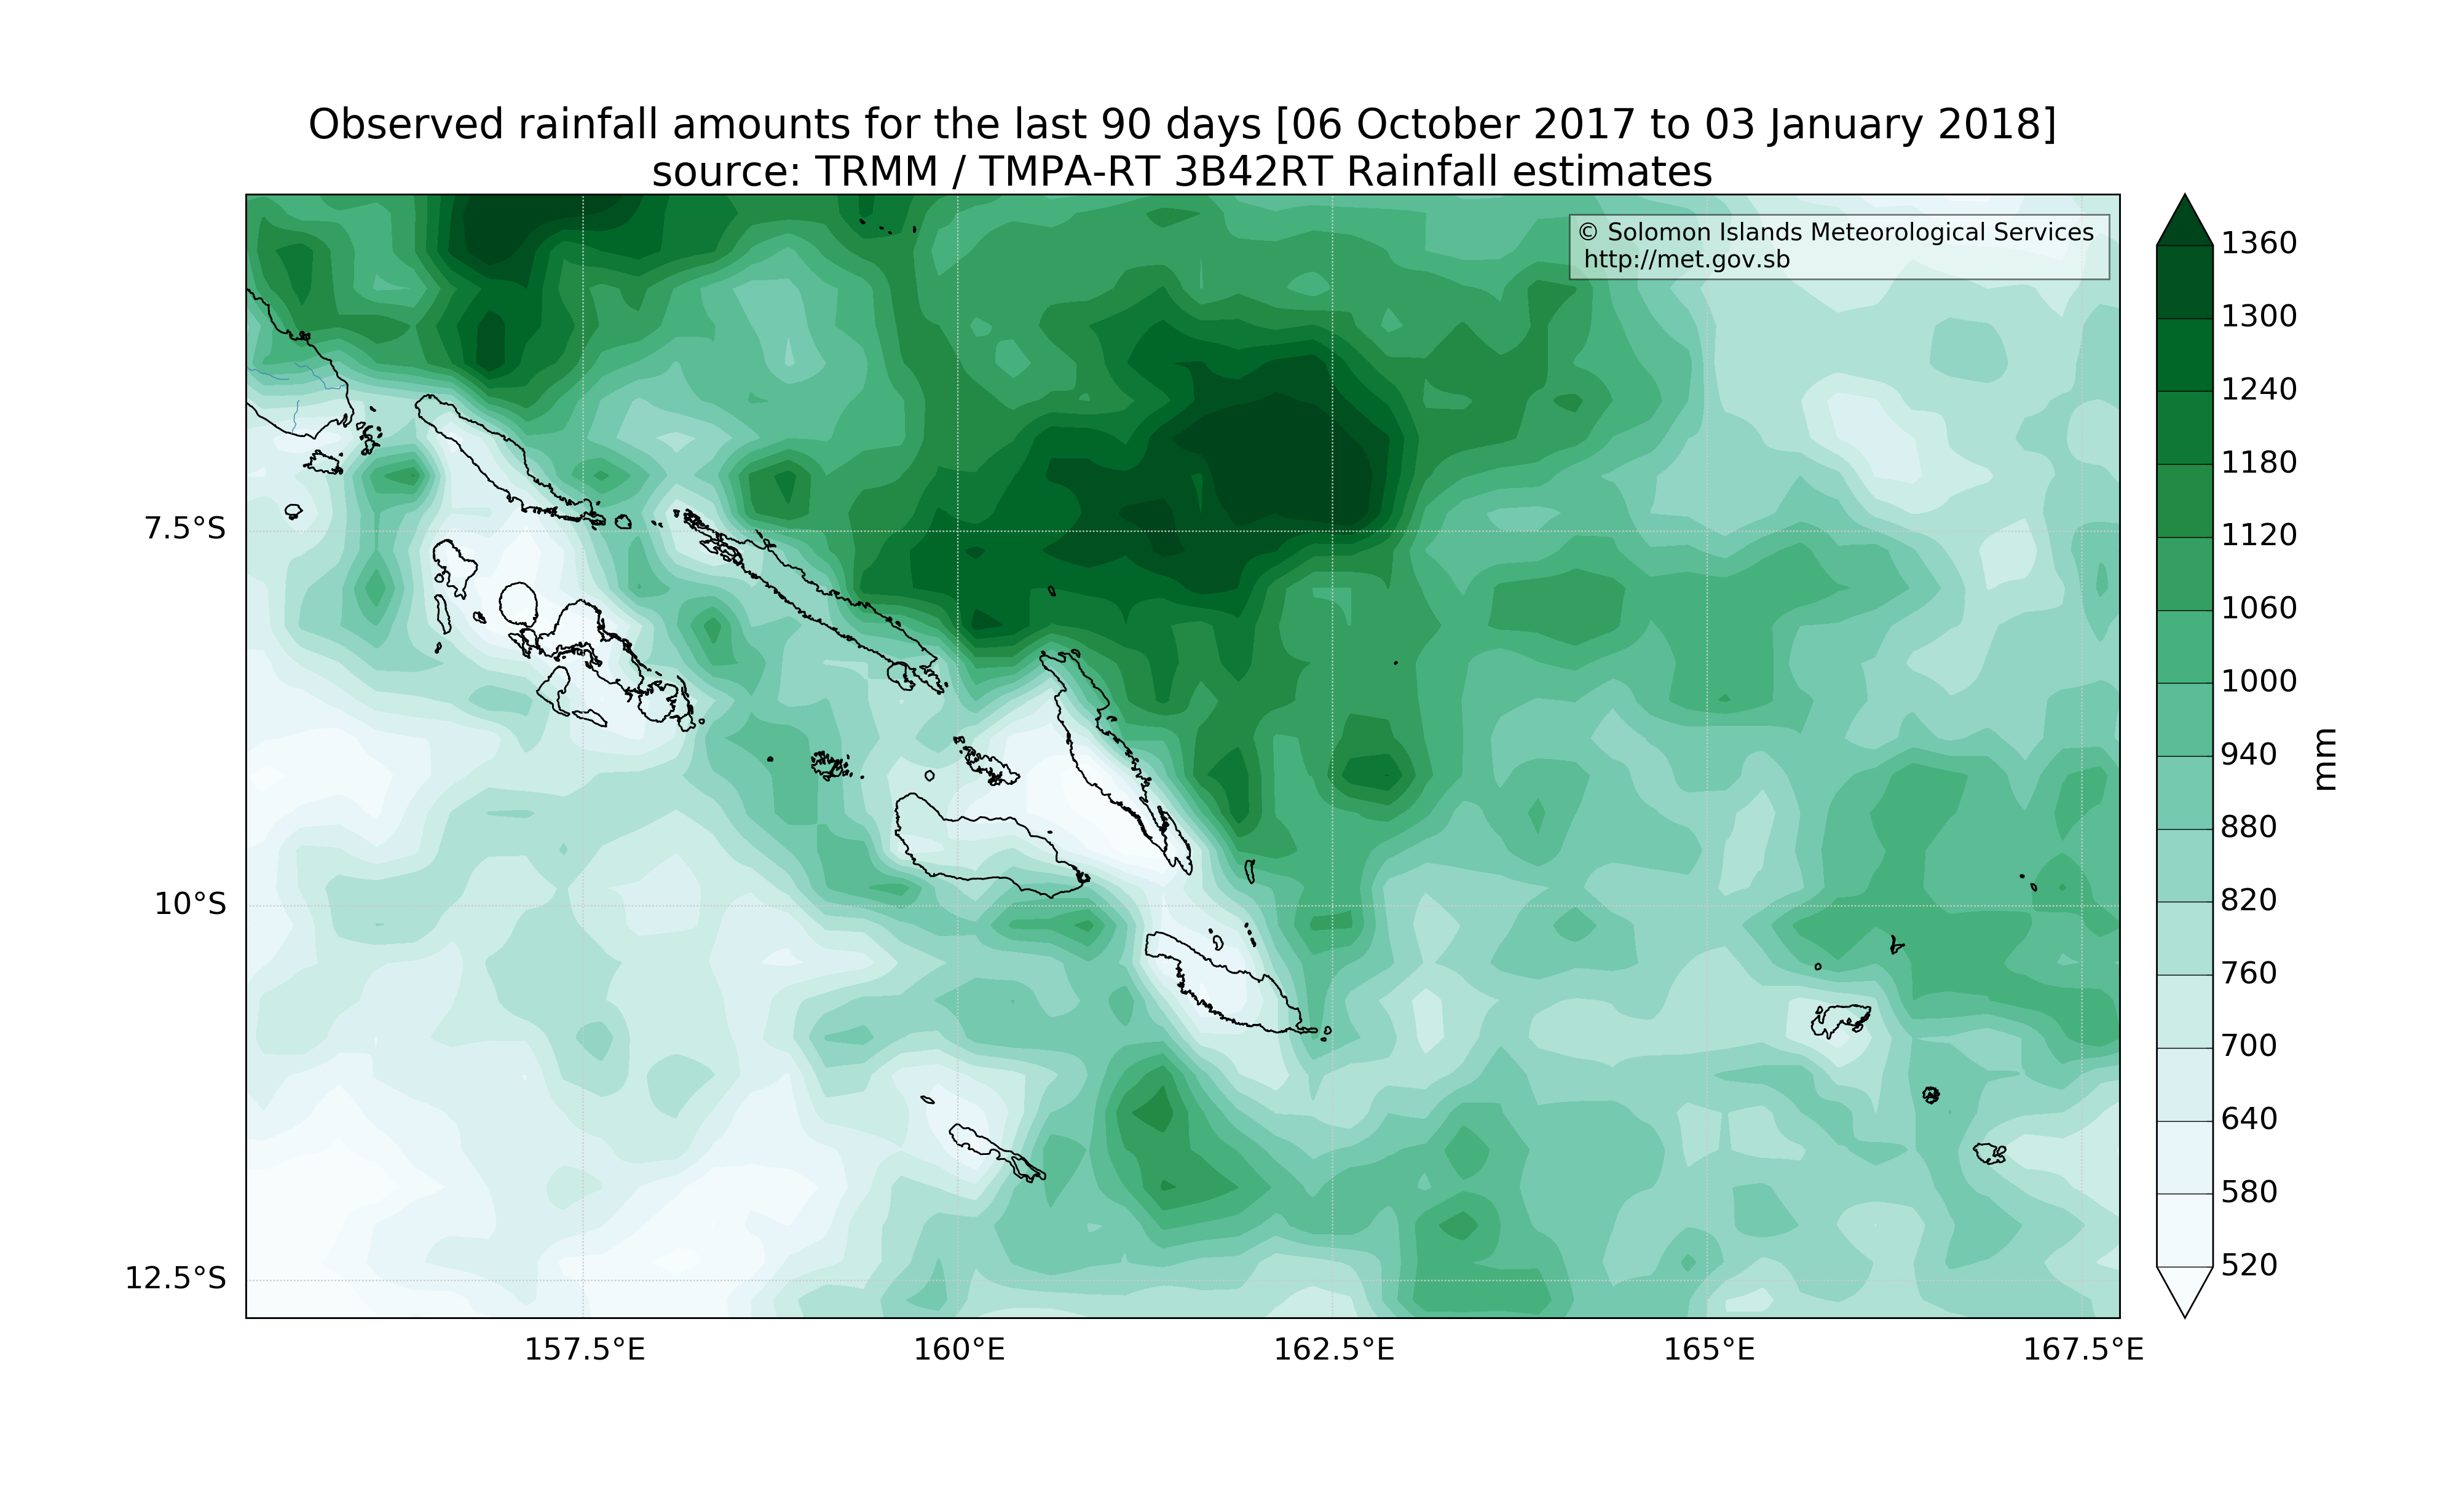 Observed rainfall amounts for the last 90 days [06 October 2017 to 03 January 2018]
source: TRMM / TMPA-RT 3B42RT Rainfall estimates
© Solomon Islands Meteorological Services
http://met.gov.sb
7.5°S
10°S
12.5°S
157.5°E
160°E
162.5°E
165°E
167.5°E
1360
1300
1240
1180
1120
1060
1000
940
880
820
760
700
640
580
520
mm